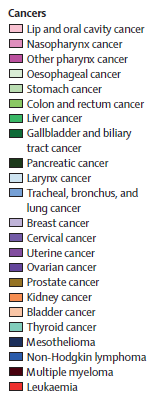 Cancers
Lip and oral cavity cancer
Nasopharynx cancer
Other pharynx cancer
Oesophageal cancer
Stomach cancer
Colon and rectum cancer
Liver cancer
Gallbladder and biliary
tract cancer
Pancreatic cancer
Larynx cancer
Tracheal, bronchus, and
lung cancer
Breast cancer
Cervical cancer
Uterine cancer
Ovarian cancer
Prostate cancer
Kidney cancer
Bladder cancer
Thyroid cancer
Mesothelioma
Non-Hodgkin lymphoma
Multiple myeloma
Leukaemia